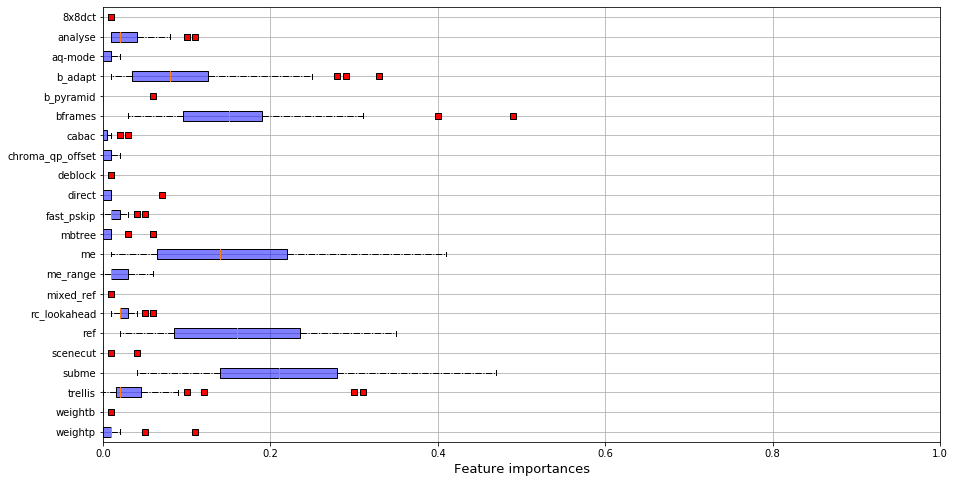 8x8dct
analyse
aq-mode
b_adapt
b_pyramid
bframes
cabac
chroma_qp_offset
deblock
direct
fast_pskip
mbtree
me
me_range
mixed_ref
rc_lookahead
ref
scenecut
subme
trellis
weightb
weightp
0.0 0.2 0.4 0.6 0.8 1.0
Feature importances